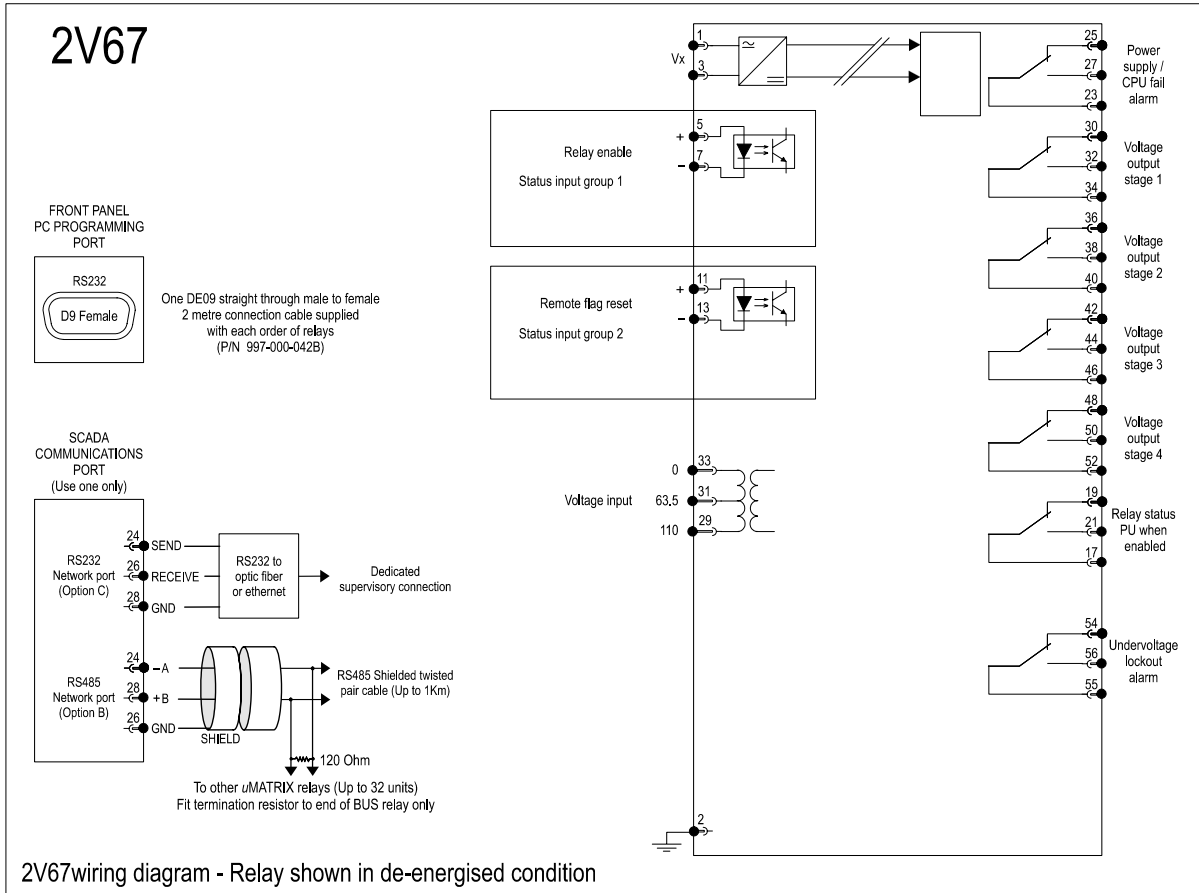 2V67
FRONT PANEL
PC PROGRAMMING
PORT
RS232
D9 Female
One DE09 straight through male to female
2 metre connection cable supplied
with each order of relays
(P/N 997-000-042B)
SCADA
COMMUNICATIONS
PORT
(Use one only)
RS232
Network port
(Option C)
24
SEND
26
RECEIVE
28
GND
RS232 to
optic fiber
or ethernet
Dedicated
supervisory connection
RS485
Network port
(Option B)
24
–A
28
+B
26
GND
SHIELD
RS485 Shielded twisted
pair cable (Up to 1Km)
120 Ohm
To other uMATRIX relays (Up to 32 units)
Fit termination resistor to end of BUS relay only
Vx
1
3
Relay enable
Status input group 1
+
5
–
7
Remote flag reset
Status input group 2
+
11
–
13
Voltage input
0
33
63.5
31
110
29
2
25
27
23
Power
supply /
CPU fail
alarm
30
32
34
Voltage
output
stage 1
36
38
40
Voltage
output
stage 2
42
44
46
Voltage
output
stage 3
48
50
52
Voltage
output
stage 4
19
21
17
Relay status
PU when
enabled
54
56
55
Undervoltage
lockout
alarm
2V67wiring diagram - Relay shown in de-energised condition